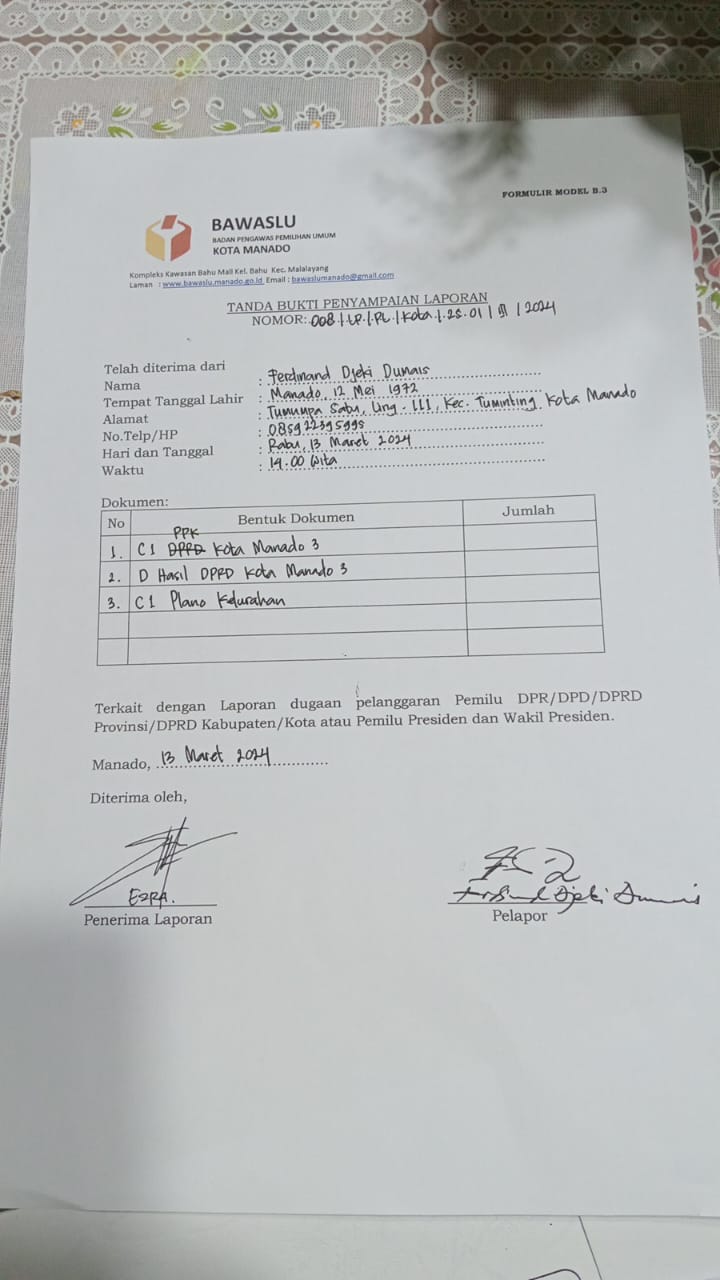 FORMULIR MODEL B.3
BAWASLU
BADAN PENGAWAS PEMILIHAN UMUM
KOTA MANADO
Kompleks Kawasan Bahu Mall Kel. Bahu Kec. Malalayang
Laman : www.bawaslu.manado.go.id Email : bawaslumanado@gmail.com
TANDA BUKTI PENYAMPAIAN LAPORAN
NOMOR: 008 / LP / PL / Kota / 25.01 / III / 2024
Telah diterima dari
Nama : Ferdinand Djeki Dumais
Tempat Tanggal Lahir : Manado, 12 Mei 1972
Alamat : Tumumpa Satu, Ling. III, Kec. Tuminting Kota Manado
No.Telp/HP : 085922395995
Hari dan Tanggal : Rabu, 13 Maret 2024
Waktu : 14.00 Wita
Dokumen:
No Bentuk Dokumen Jumlah
PPK
1. C1 DPRD Kota Manado 3
2. D Hasil DPRD Kota Manado 3
3. C1 Plano Kelurahan
Terkait dengan Laporan dugaan pelanggaran Pemilu DPR/DPD/DPRD
Provinsi/DPRD Kabupaten/Kota atau Pemilu Presiden dan Wakil Presiden.
Manado, 13 Maret 2024
Diterima oleh,
EZRA.
Djeki Dumais
Penerima Laporan Pelapor